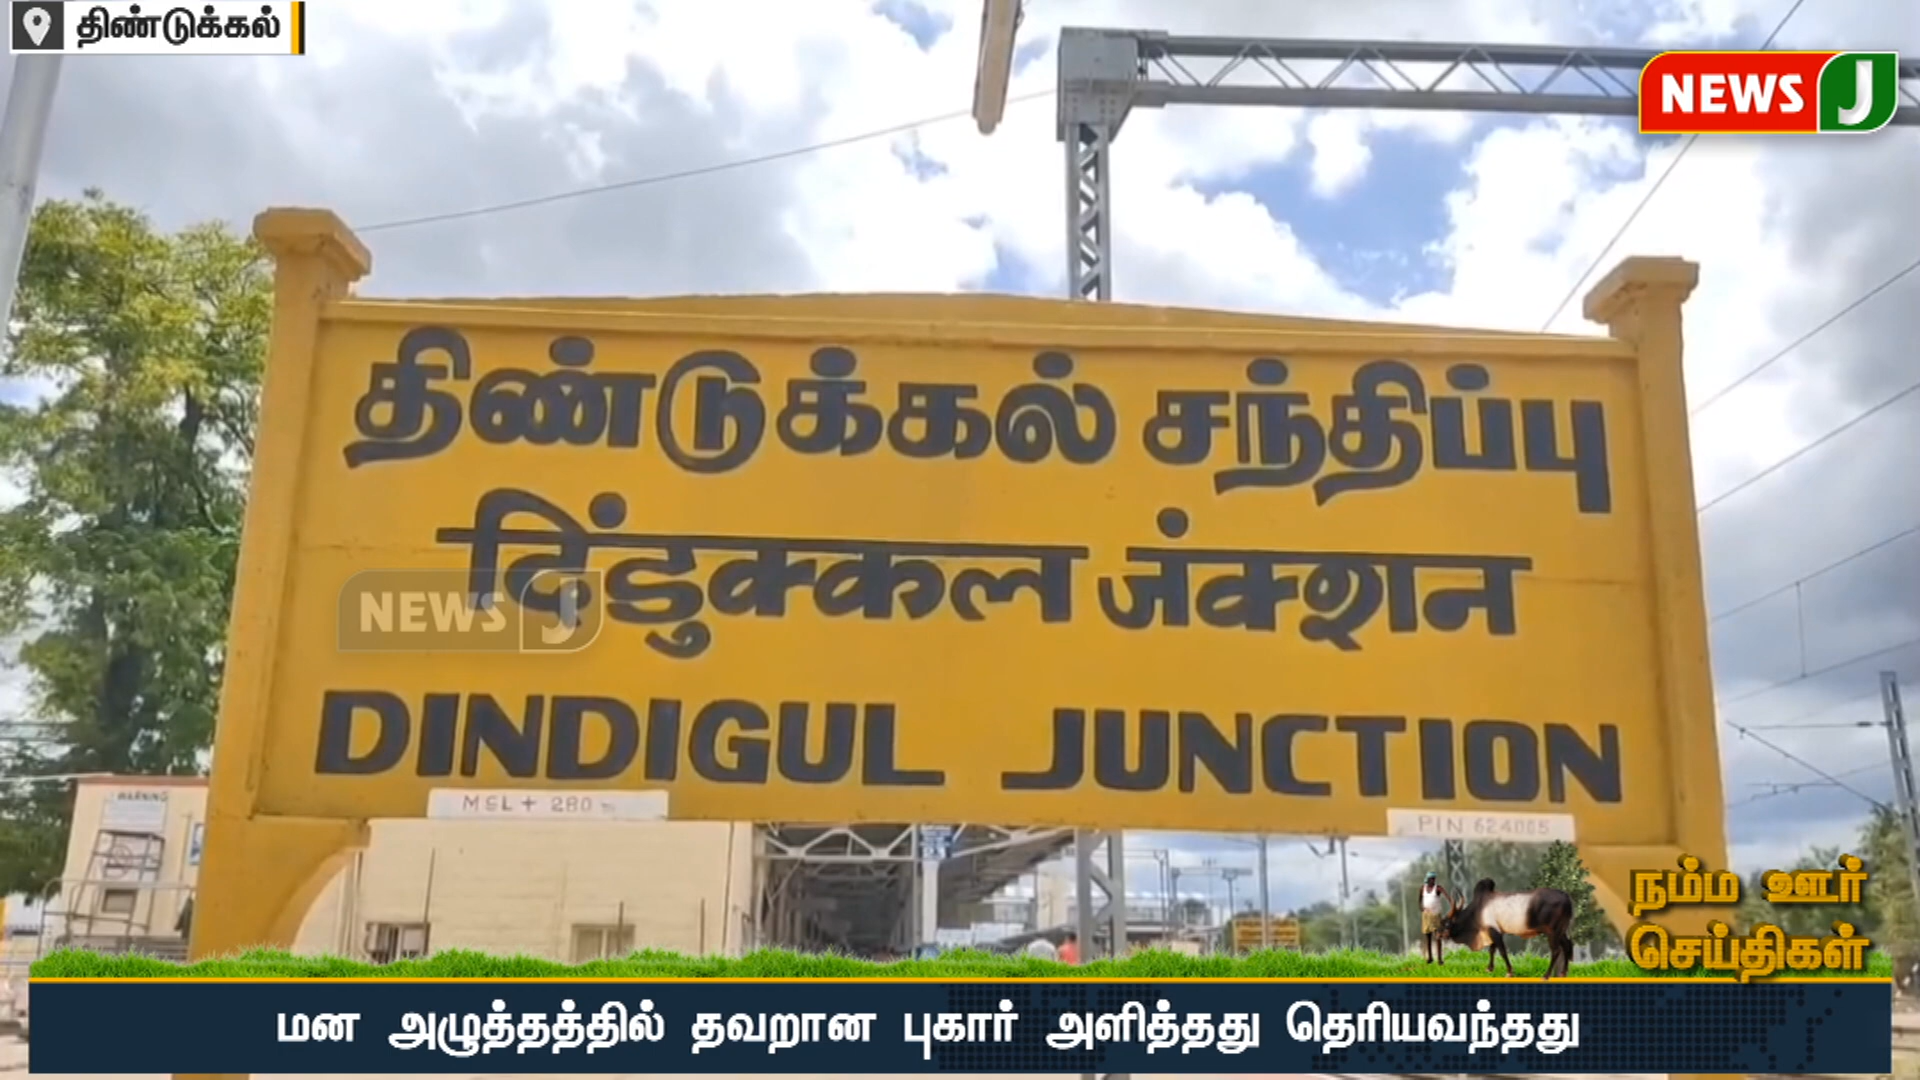 திண்டுக்கல்
NEWS J
திண்டுக்கல் சந்திப்பு
दिंडुक्कल जंक्शन
NEWS J
DINDIGUL JUNCTION
MSL + 280
PIN 624005
WARNING
நம்ம ஊர்
செய்திகள்
மன அழுத்தத்தில் தவறான புகார் அளித்தது தெரியவந்தது